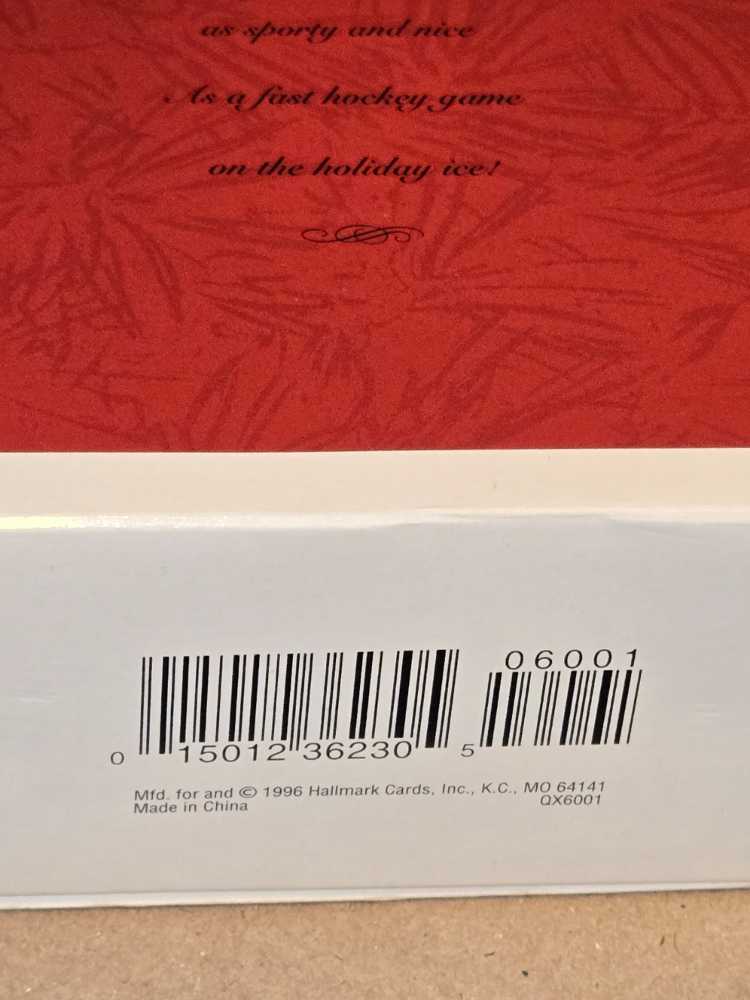 as sporty and nice
As a fast hockey game
on the holiday ice!
06001
0 15012 36230 5
Mfd. for and © 1996 Hallmark Cards, Inc., K.C., MO 64141
Made in China QX6001